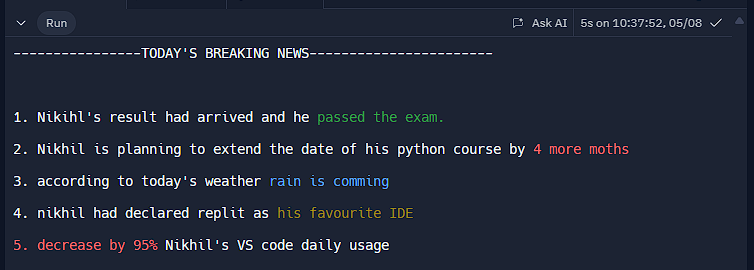 Run Ask AI 5s on 10:37:52, 05/08
----------------TODAY'S BREAKING NEWS-----------------------
1. Nikihl's result had arrived and he passed the exam.
2. Nikhil is planning to extend the date of his python course by 4 more moths
3. according to today's weather rain is comming
4. nikhil had declared replit as his favourite IDE
5. decrease by 95% Nikhil's VS code daily usage